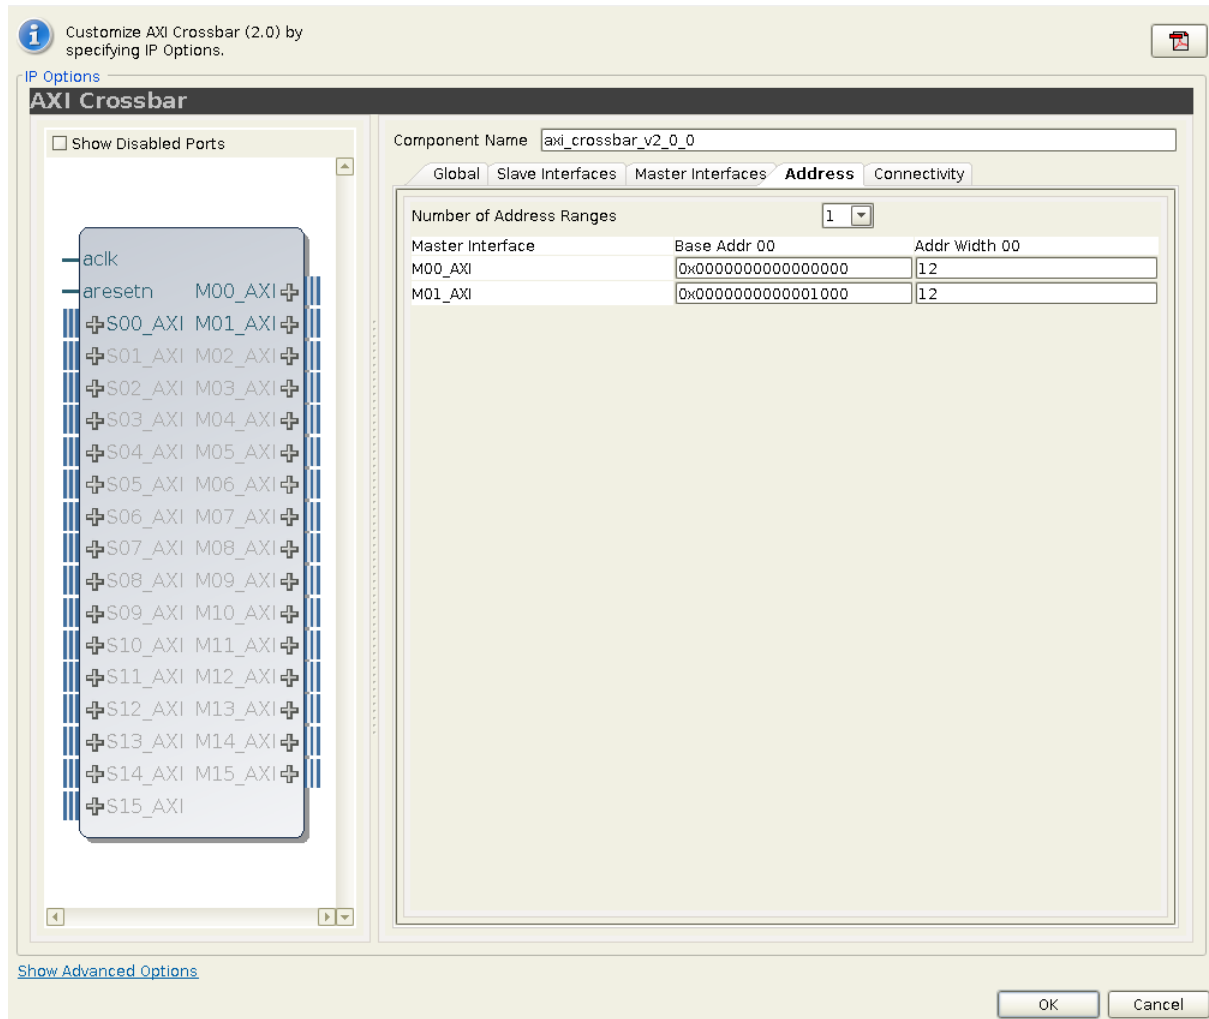 Customize AXI Crossbar (2.0) by
specifying IP Options.
IP Options
AXI Crossbar
Show Disabled Ports
aclk
aresetn M00_AXI
S00_AXI M01_AXI
S01_AXI M02_AXI
S02_AXI M03_AXI
S03_AXI M04_AXI
S04_AXI M05_AXI
S05_AXI M06_AXI
S06_AXI M07_AXI
S07_AXI M08_AXI
S08_AXI M09_AXI
S09_AXI M10_AXI
S10_AXI M11_AXI
S11_AXI M12_AXI
S12_AXI M13_AXI
S13_AXI M14_AXI
S14_AXI M15_AXI
S15_AXI
Component Name axi_crossbar_v2_0_0
Global Slave Interfaces Master Interfaces Address Connectivity
Number of Address Ranges 1
Master Interface Base Addr 00 Addr Width 00
M00_AXI 0x0000000000000000 12
M01_AXI 0x0000000000001000 12
Show Advanced Options
OK Cancel